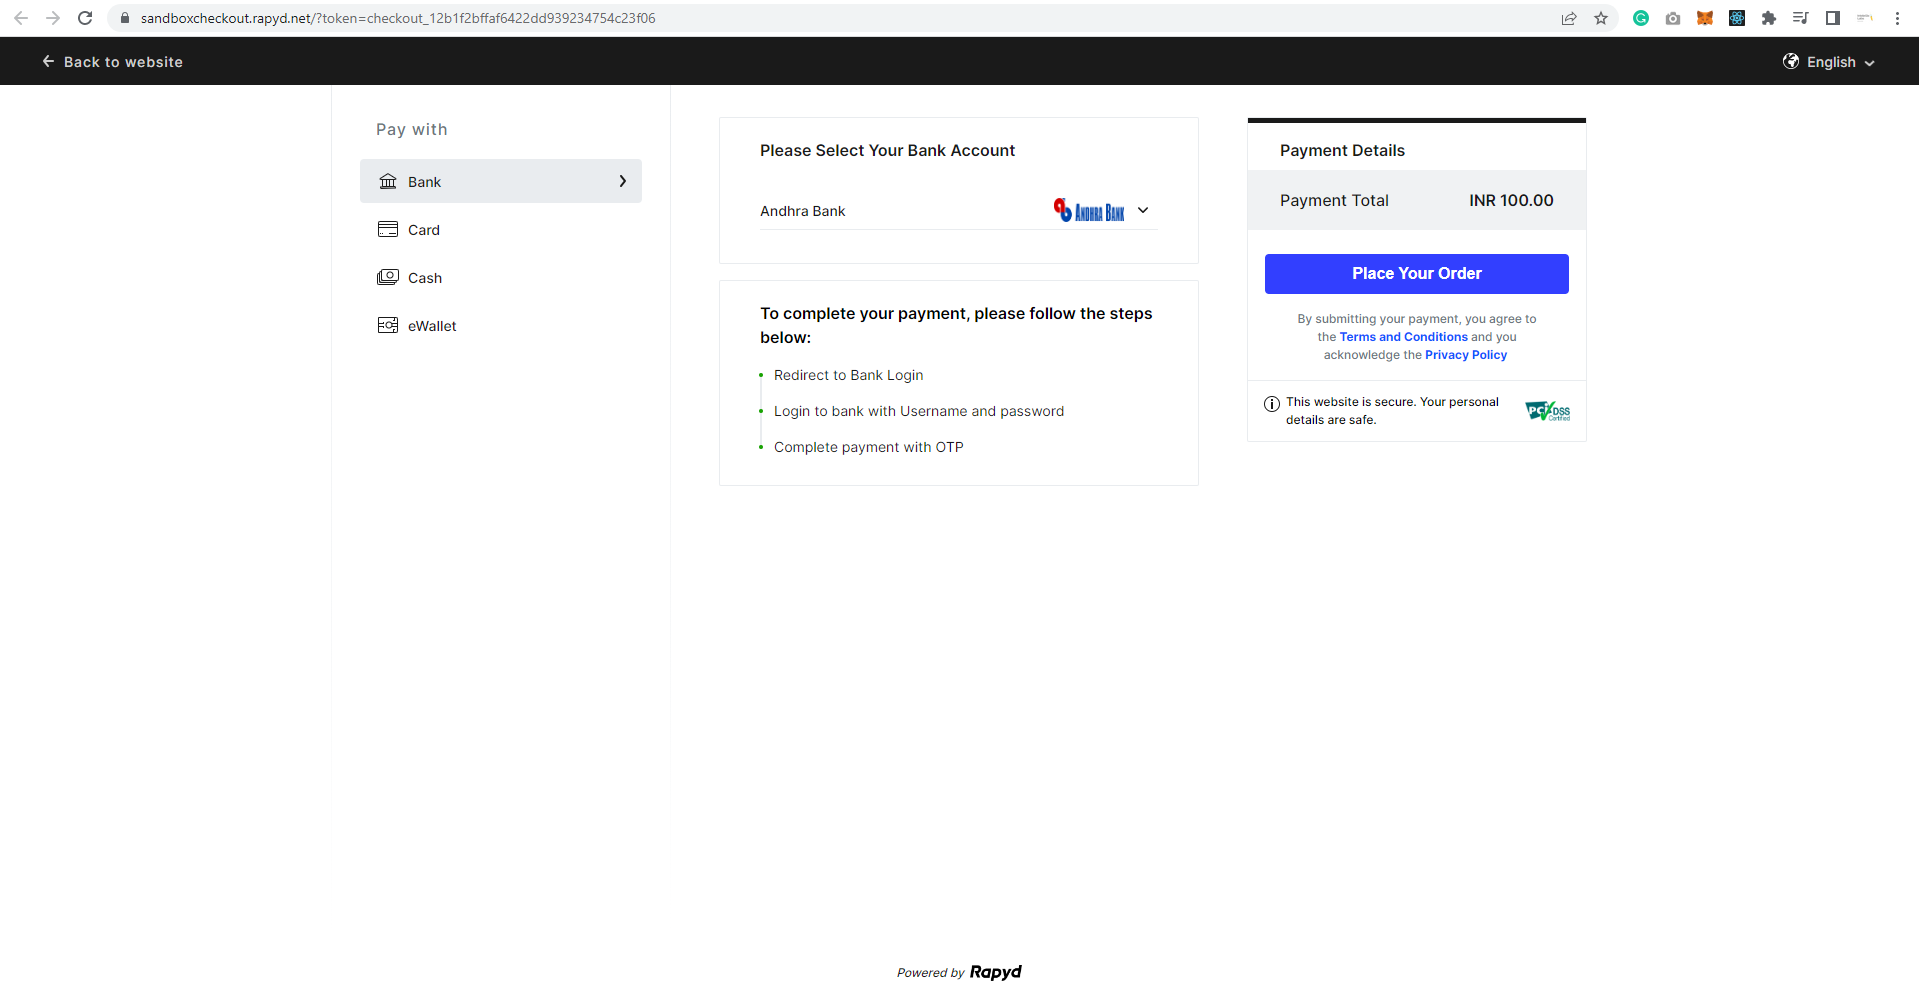 sandboxcheckout.rapyd.net/?token=checkout_12b1f2bffaf6422dd939234754c23f06
Back to website
English
Pay with
Bank
Card
Cash
eWallet
Please Select Your Bank Account
Andhra Bank
ANDHRA BANK
To complete your payment, please follow the steps
below:
Redirect to Bank Login
Login to bank with Username and password
Complete payment with OTP
Payment Details
Payment Total INR 100.00
Place Your Order
By submitting your payment, you agree to
the Terms and Conditions and you
acknowledge the Privacy Policy
This website is secure. Your personal
details are safe.
PCI DSS
Certified
Powered by Rapyd